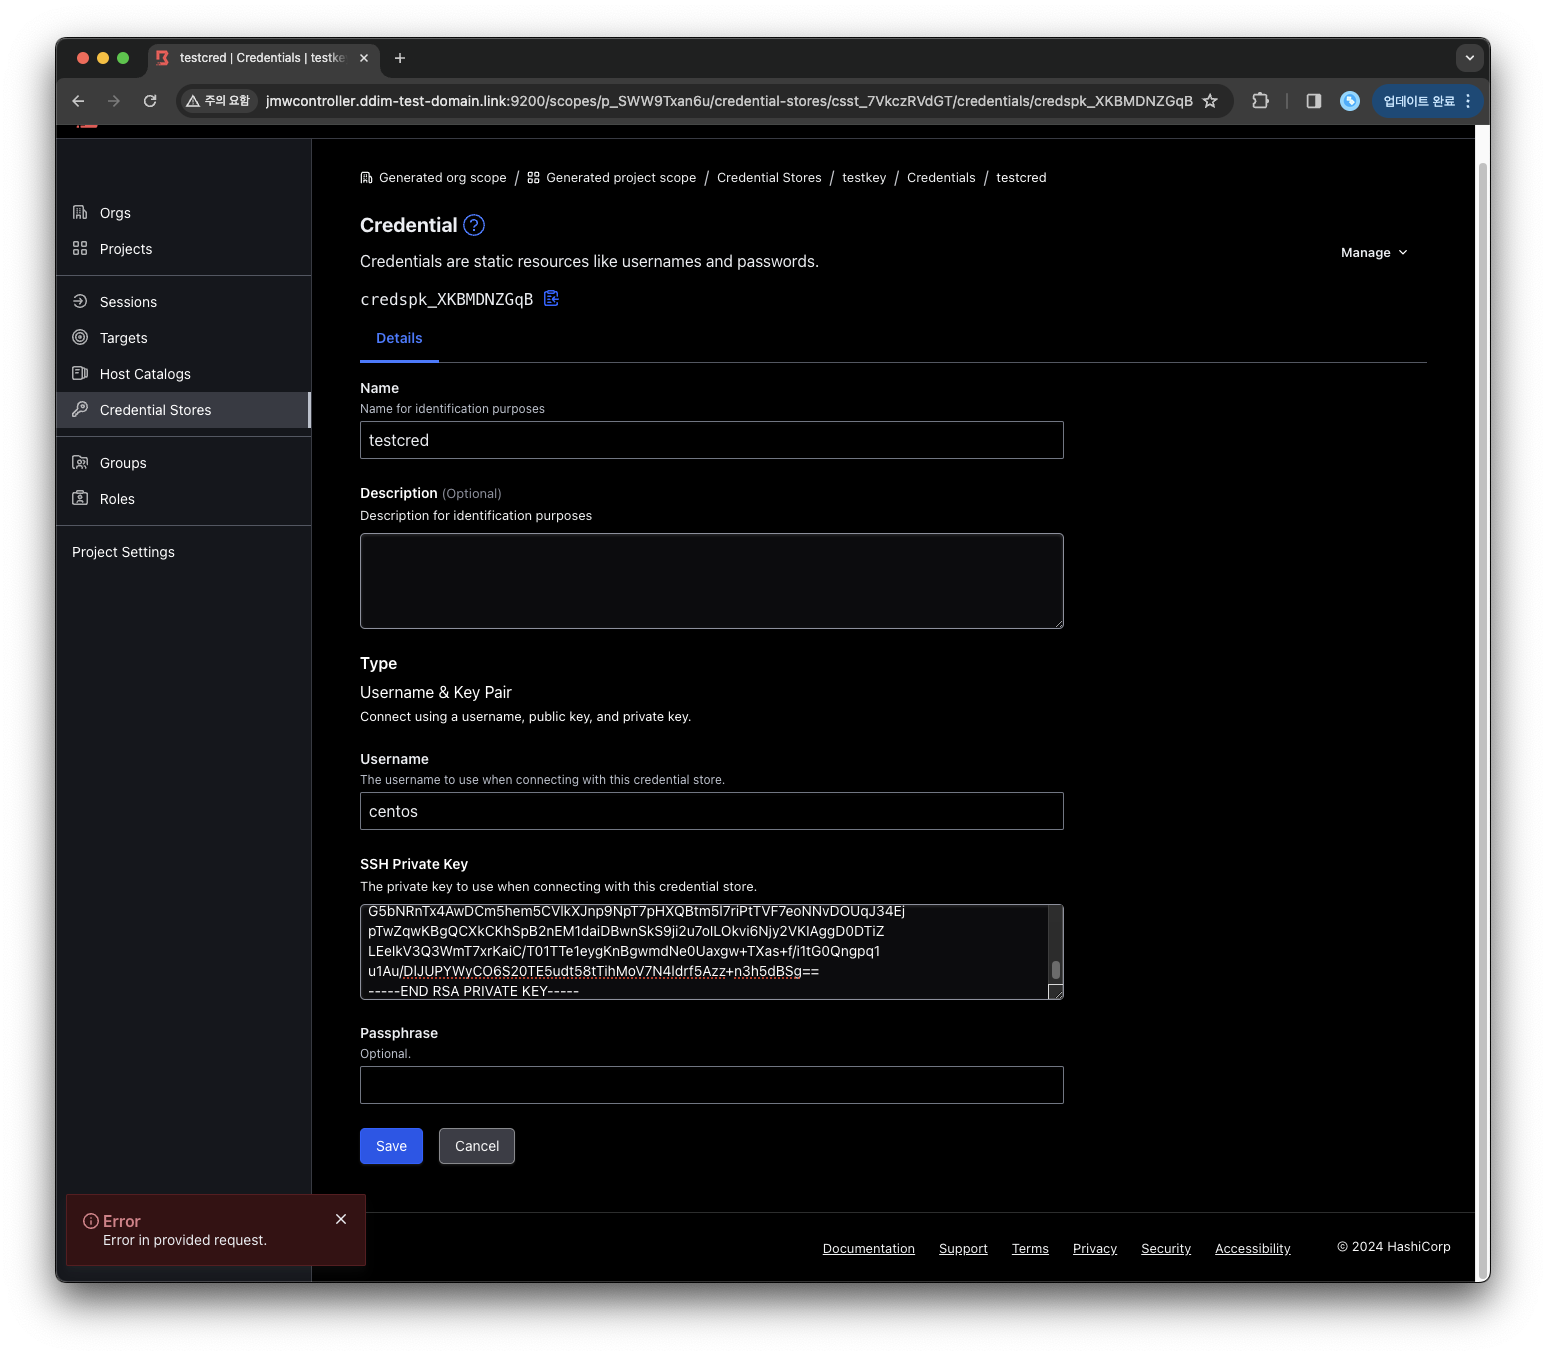 testcred | Credentials | testke
주의 요함
jmwcontroller.ddim-test-domain.link:9200/scopes/p_SWW9Txan6u/credential-stores/csst_7VkczRVdGT/credentials/credspk_XKBMDNZGqB
업데이트 완료
Generated org scope / Generated project scope / Credential Stores / testkey / Credentials / testcred
Orgs
Projects
Sessions
Targets
Host Catalogs
Credential Stores
Groups
Roles
Project Settings
Credential
Credentials are static resources like usernames and passwords.
Manage
credspk_XKBMDNZGqB
Details
Name
Name for identification purposes
testcred
Description (Optional)
Description for identification purposes
Type
Username & Key Pair
Connect using a username, public key, and private key.
Username
The username to use when connecting with this credential store.
centos
SSH Private Key
The private key to use when connecting with this credential store.
G5bNRnTx4AwDCm5hem5CVlkXJnp9NpT7pHXQBtm5l7riPtTVF7eoNNvDOUqJ34Ej
pTwZqwKBgQCXkCKhSpB2nEM1daiDBwnSkS9ji2u7olLOkvi6Njy2VKIAggD0DTiZ
LEelkV3Q3WmT7xrKaiC/T01TTe1eygKnBgwmdNe0Uaxgw+TXas+f/i1tG0Qngpq1
u1Au/DlJUPYWyCO6S20TE5udt58tTihMoV7N4ldrf5Azz+n3h5dBSg==
-----END RSA PRIVATE KEY-----
Passphrase
Optional.
Save
Cancel
Error
Error in provided request.
Documentation
Support
Terms
Privacy
Security
Accessibility
© 2024 HashiCorp